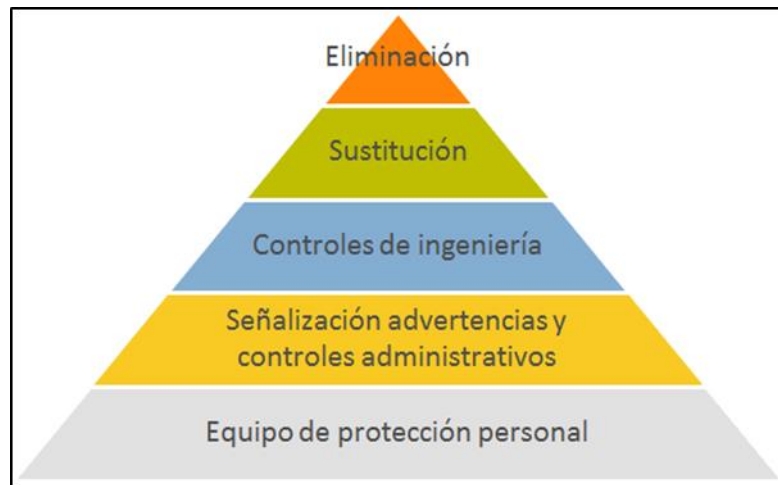 Eliminación
Sustitución
Controles de ingeniería
Señalización advertencias y
controles administrativos
Equipo de protección personal